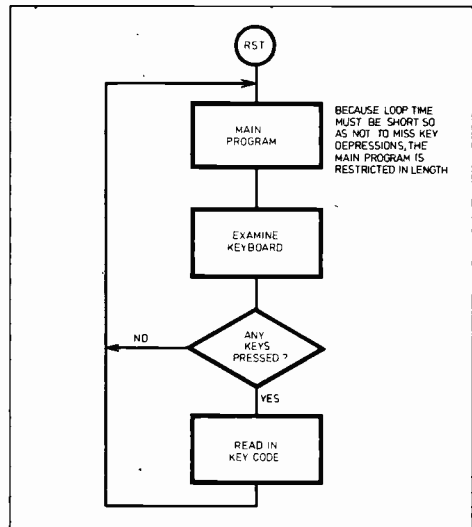 RST
MAIN
PROGRAM
BECAUSE LOOP TIME
MUST BE SHORT SO
AS NOT TO MISS KEY
DEPRESSIONS, THE
MAIN PROGRAM IS
RESTRICTED IN LENGTH
EXAMINE
KEYBOARD
NO
ANY
KEYS
PRESSED ?
YES
READ IN
KEY CODE